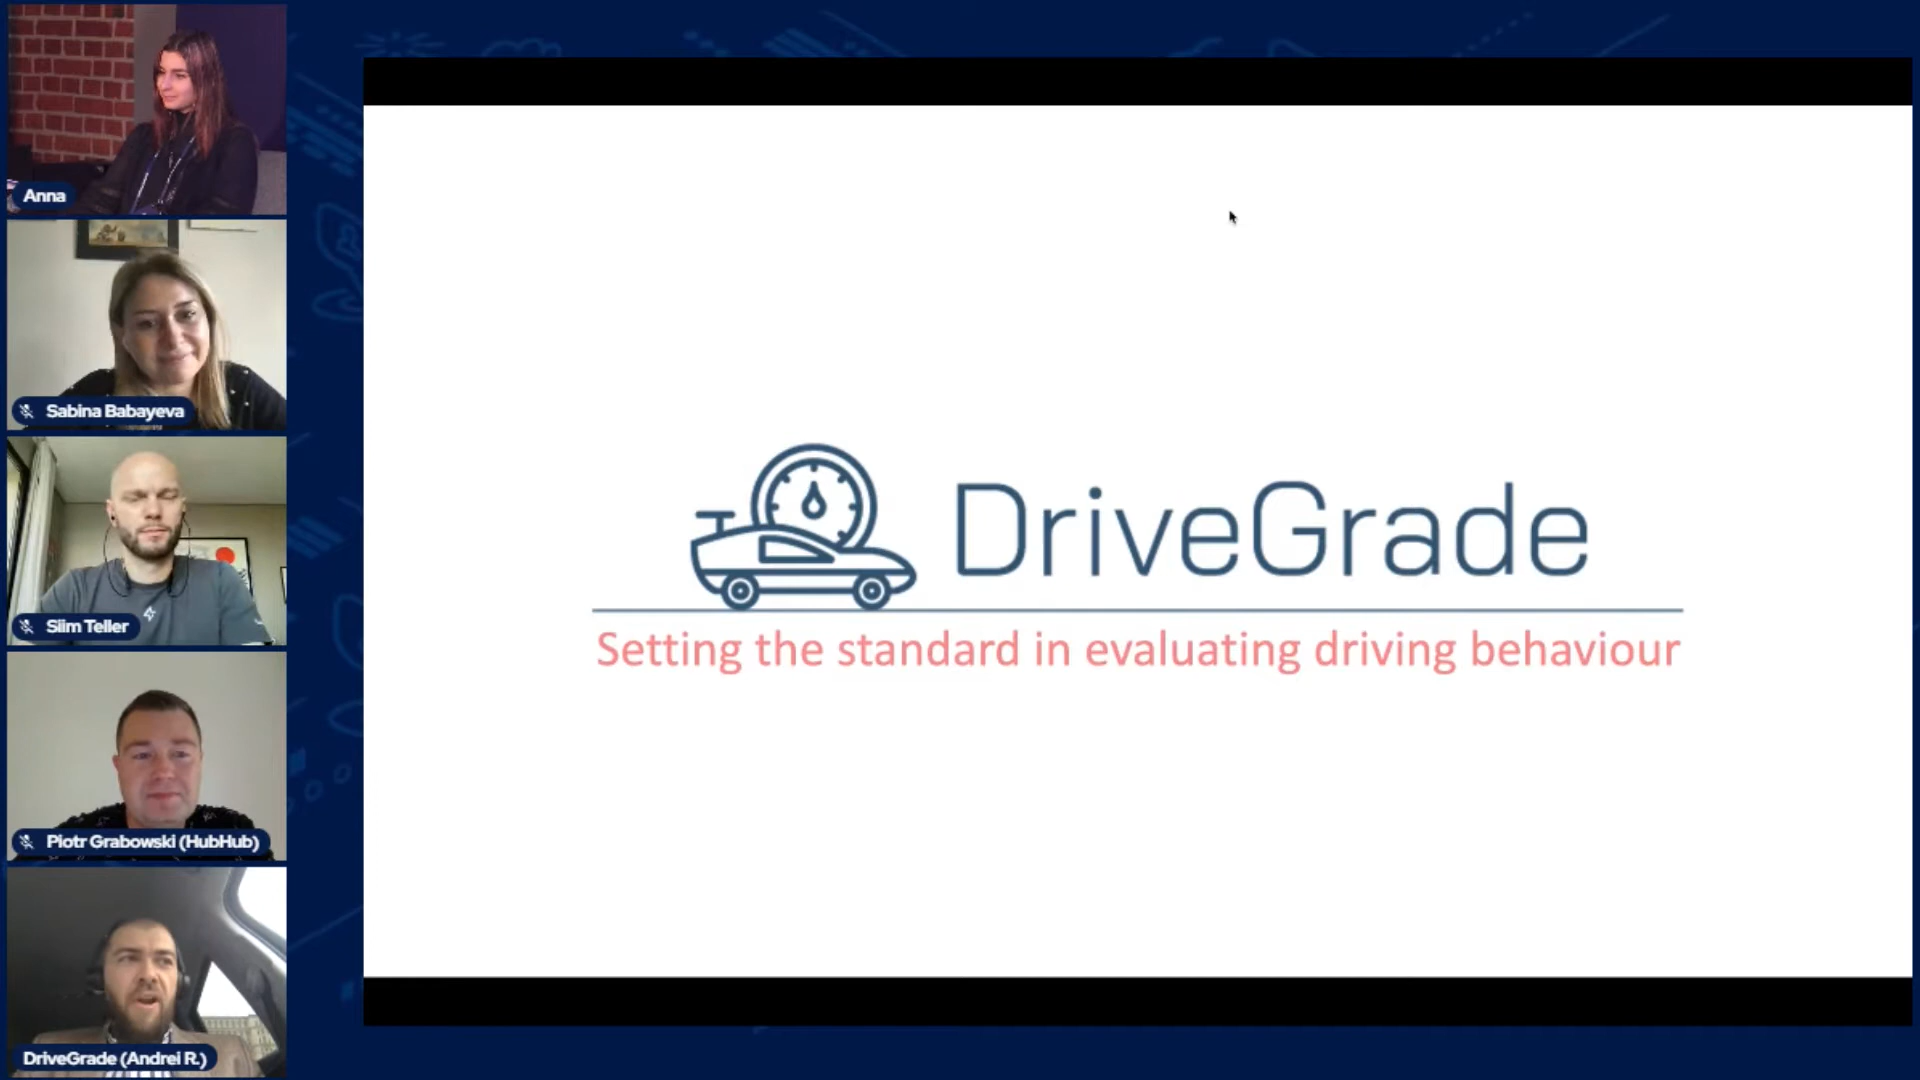 Anna
Sabina Babayeva
Siim Teller
Piotr Grabowski (HubHub)
DriveGrade (Andrei R.)
DriveGrade
Setting the standard in evaluating driving behaviour